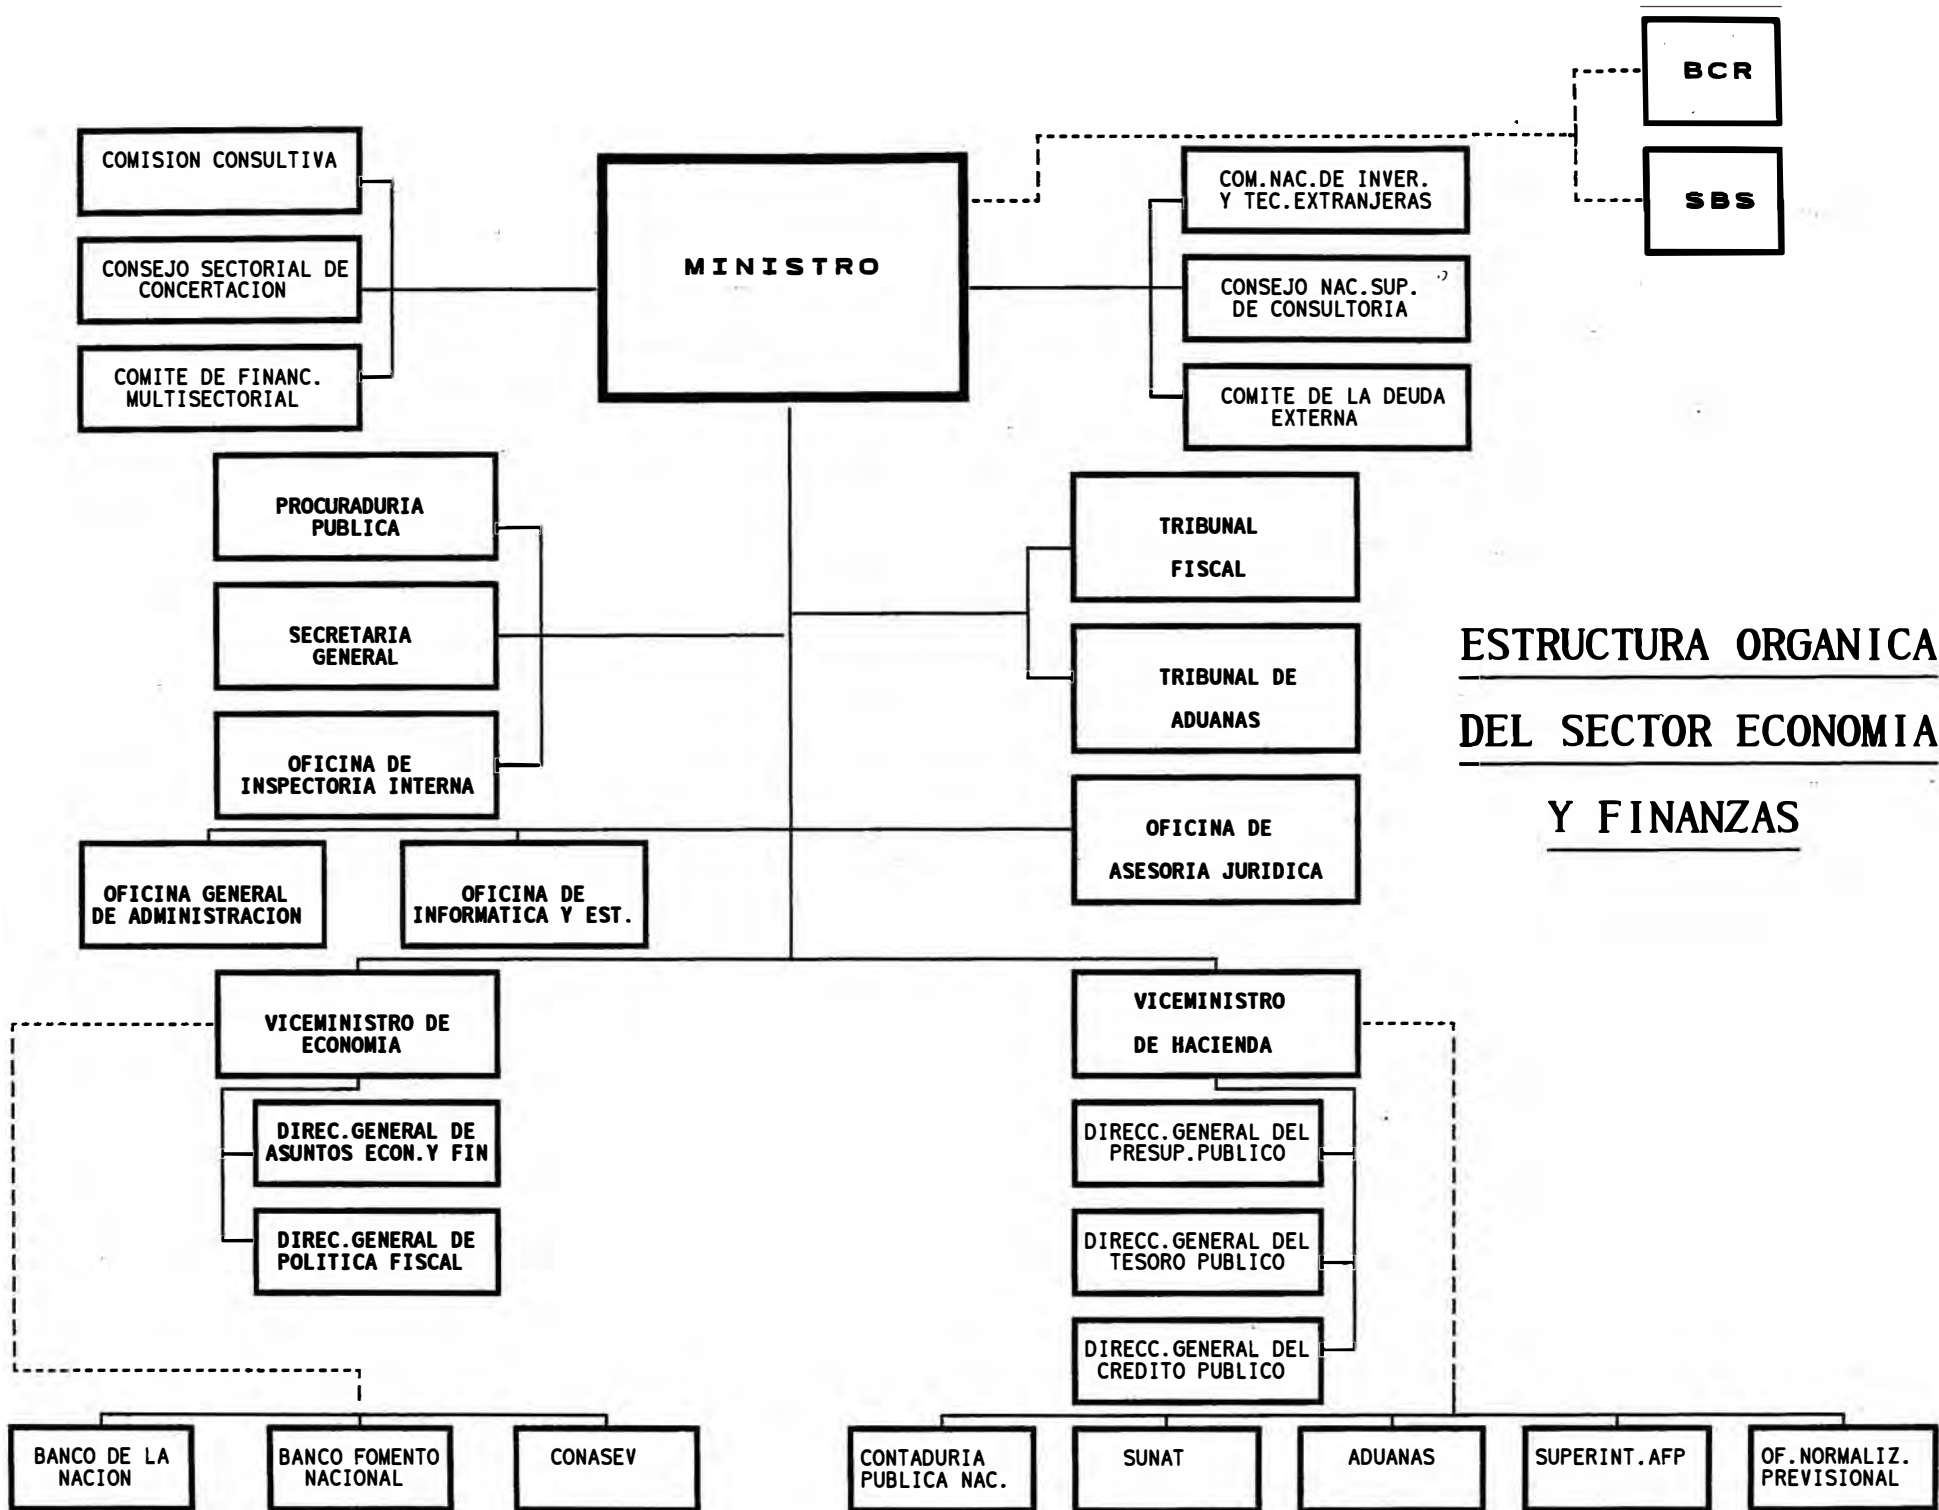 BCR
SBS
COMISION CONSULTIVA
CONSEJO SECTORIAL DE
CONCERTACION
COMITE DE FINANC.
MULTISECTORIAL
MINISTRO
COM.NAC.DE INVER.
Y TEC.EXTRANJERAS
CONSEJO NAC.SUP.
DE CONSULTORIA
COMITE DE LA DEUDA
EXTERNA
PROCURADURIA
PUBLICA
SECRETARIA
GENERAL
OFICINA DE
INSPECTORIA INTERNA
TRIBUNAL
FISCAL
TRIBUNAL DE
ADUANAS
OFICINA DE
ASESORIA JURIDICA
ESTRUCTURA ORGANICA
DEL SECTOR ECONOMIA
Y FINANZAS
OFICINA GENERAL
DE ADMINISTRACION
OFICINA DE
INFORMATICA Y EST.
VICEMINISTRO DE
ECONOMIA
VICEMINISTRO
DE HACIENDA
DIREC.GENERAL DE
ASUNTOS ECON.Y FIN
DIREC.GENERAL DE
POLITICA FISCAL
DIRECC.GENERAL DEL
PRESUP.PUBLICO
DIRECC.GENERAL DEL
TESORO PUBLICO
DIRECC.GENERAL DEL
CREDITO PUBLICO
BANCO DE LA
NACION
BANCO FOMENTO
NACIONAL
CONASEV
CONTADURIA
PUBLICA NAC.
SUNAT
ADUANAS
SUPERINT.AFP
OF.NORMALIZ.
PREVISIONAL